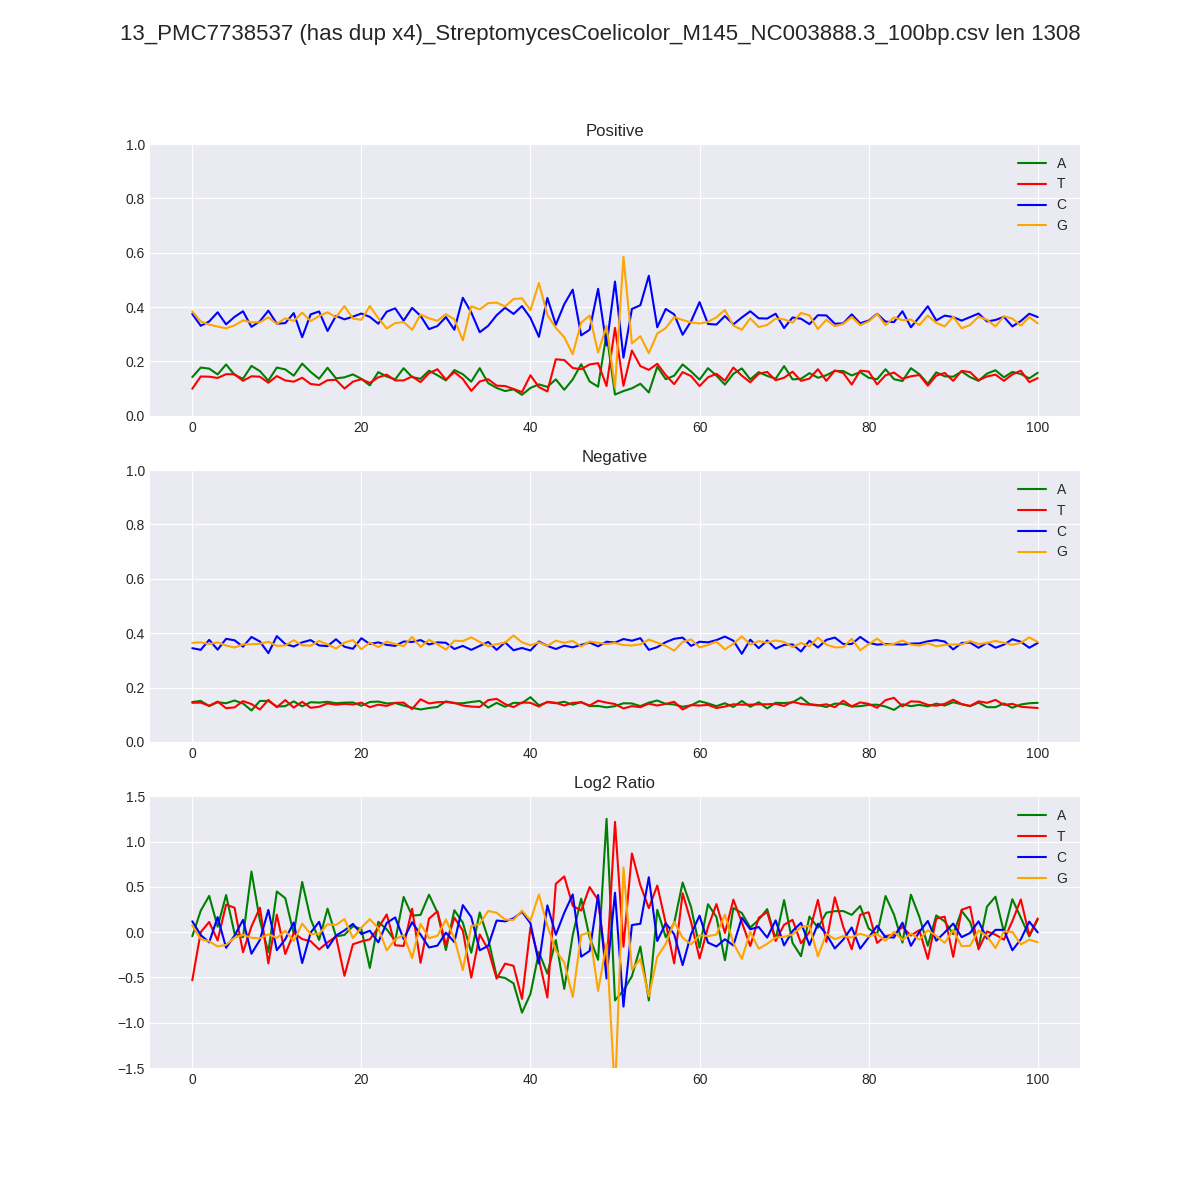 13_PMC7738537 (has dup x4)_StreptomycesCoelicolor_M145_NC003888.3_100bp.csv len 1308
Positive
1.0
0.8
0.6
0.4
0.2
0.0
0 20 40 60 80 100
A
T
C
G
Negative
1.0
0.8
0.6
0.4
0.2
0.0
0 20 40 60 80 100
A
T
C
G
Log2 Ratio
1.5
1.0
0.5
0.0
−0.5
−1.0
−1.5
0 20 40 60 80 100
A
T
C
G